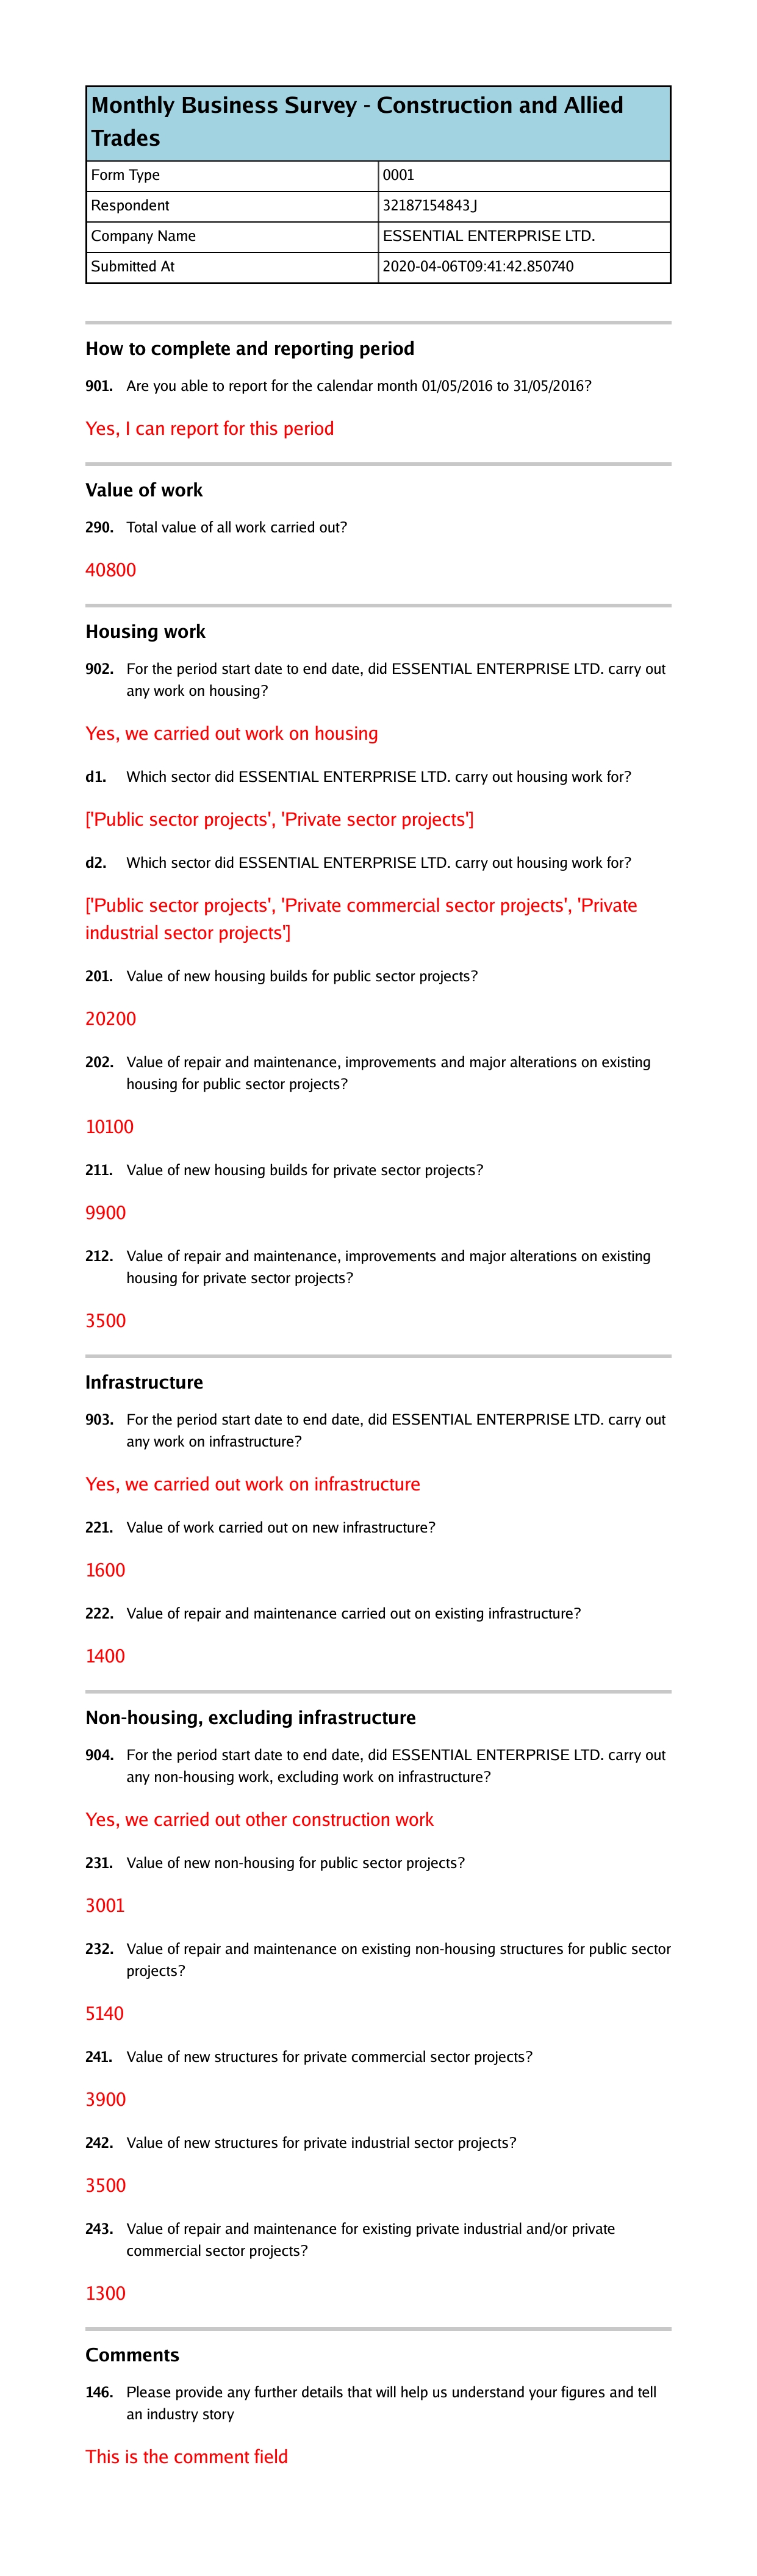 Monthly Business Survey - Construction and Allied
Trades
Form Type 0001
Respondent 32187154843J
Company Name ESSENTIAL ENTERPRISE LTD.
Submitted At 2020-04-06T09:41:42.850740
How to complete and reporting period
901. Are you able to report for the calendar month 01/05/2016 to 31/05/2016?
Yes, I can report for this period
Value of work
290. Total value of all work carried out?
40800
Housing work
902. For the period start date to end date, did ESSENTIAL ENTERPRISE LTD. carry out
any work on housing?
Yes, we carried out work on housing
d1. Which sector did ESSENTIAL ENTERPRISE LTD. carry out housing work for?
['Public sector projects', 'Private sector projects']
d2. Which sector did ESSENTIAL ENTERPRISE LTD. carry out housing work for?
['Public sector projects', 'Private commercial sector projects', 'Private
industrial sector projects']
201. Value of new housing builds for public sector projects?
20200
202. Value of repair and maintenance, improvements and major alterations on existing
housing for public sector projects?
10100
211. Value of new housing builds for private sector projects?
9900
212. Value of repair and maintenance, improvements and major alterations on existing
housing for private sector projects?
3500
Infrastructure
903. For the period start date to end date, did ESSENTIAL ENTERPRISE LTD. carry out
any work on infrastructure?
Yes, we carried out work on infrastructure
221. Value of work carried out on new infrastructure?
1600
222. Value of repair and maintenance carried out on existing infrastructure?
1400
Non-housing, excluding infrastructure
904. For the period start date to end date, did ESSENTIAL ENTERPRISE LTD. carry out
any non-housing work, excluding work on infrastructure?
Yes, we carried out other construction work
231. Value of new non-housing for public sector projects?
3001
232. Value of repair and maintenance on existing non-housing structures for public sector
projects?
5140
241. Value of new structures for private commercial sector projects?
3900
242. Value of new structures for private industrial sector projects?
3500
243. Value of repair and maintenance for existing private industrial and/or private
commercial sector projects?
1300
Comments
146. Please provide any further details that will help us understand your figures and tell
an industry story
This is the comment field